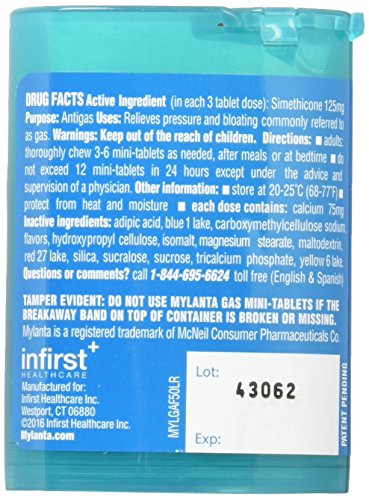 DRUG FACTS Active Ingredient (in each 3 tablet dose): Simethicone 125mg
Purpose: Antigas Uses: Relieves pressure and bloating commonly referred to
as gas. Warnings: Keep out of the reach of children. Directions: ■ adults:
thoroughly chew 3-6 mini-tablets as needed, after meals or at bedtime ■ do
not exceed 12 mini-tablets in 24 hours except under the advice and
supervision of a physician. Other information: ■ store at 20-25°C (68-77°F) ■
protect from heat and moisture ■ each dose contains: calcium 75mg
Inactive ingredients: adipic acid, blue 1 lake, carboxymethylcellulose sodium,
flavors, hydroxypropyl cellulose, isomalt, magnesium stearate, maltodextrin,
red 27 lake, silica, sucralose, sucrose, tricalcium phosphate, yellow 6 lake.
Questions or comments? call 1-844-695-6624 toll free (English & Spanish)
TAMPER EVIDENT: DO NOT USE MYLANTA GAS MINI-TABLETS IF THE
BREAKAWAY BAND ON TOP OF CONTAINER IS BROKEN OR MISSING.
Mylanta is a registered trademark of McNeil Consumer Pharmaceuticals Co.
infirst+
HEALTHCARE
Manufactured for:
Infirst Healthcare Inc.
Westport, CT 06880
©2016 Infirst Healthcare Inc.
Mylanta.com
MYLGAF50LR
Lot:
43062
Exp:
PATENT PENDING